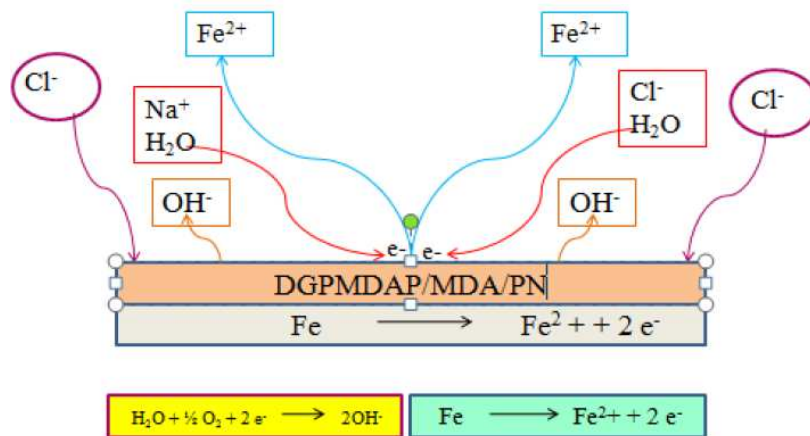 Fe²⁺
Fe²⁺
Cl⁻
Na⁺
H₂O
Cl⁻
H₂O
Cl⁻
OH⁻
OH⁻
e-
e-
DGPMDAP/MDA/PN
Fe ⟶ Fe² + + 2 e⁻
H₂O + ½ O₂ + 2 e⁻ ⟶ 2OH⁻
Fe ⟶ Fe²⁺ + 2 e⁻